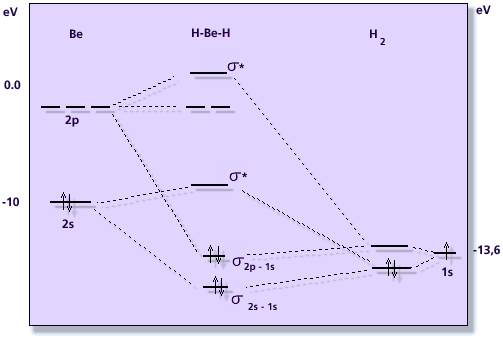 eV
eV
Be
H-Be-H
H 2
σ*
0.0
2p
σ*
-10
2s
σ 2p - 1s
-13,6
1s
σ 2s - 1s